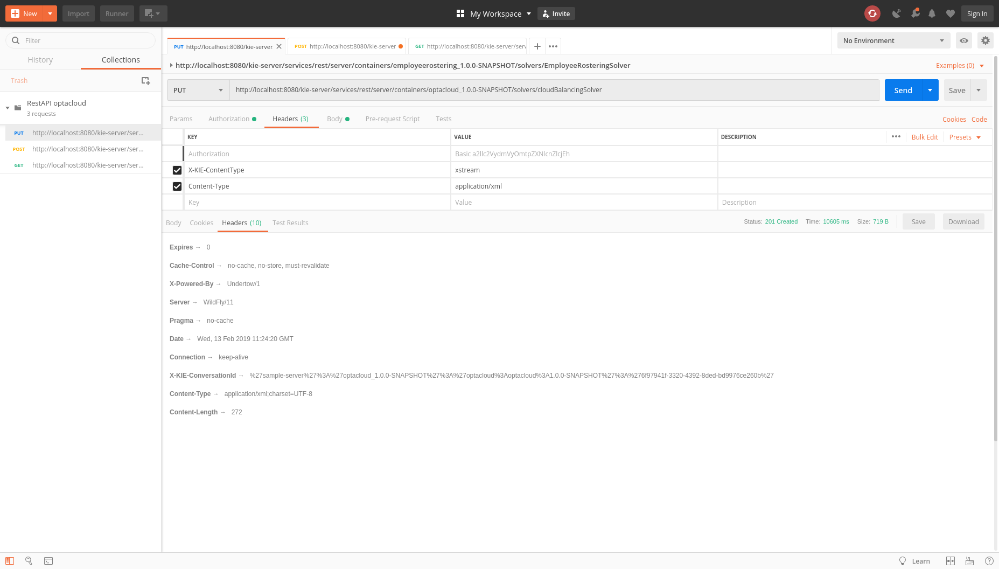 New
Import
Runner
My Workspace
Invite
Sign In
Filter
History
Collections
Trash
RestAPI optacloud
3 requests
PUT http://localhost:8080/kie-server/ser...
POST http://localhost:8080/kie-server/ser...
GET http://localhost:8080/kie-server/ser...
PUT http://localhost:8080/kie-server
POST http://localhost:8080/kie-server
GET http://localhost:8080/kie-server/serv
No Environment
http://localhost:8080/kie-server/services/rest/server/containers/employeerostering_1.0.0-SNAPSHOT/solvers/EmployeeRosteringSolver
Examples (0)
PUT http://localhost:8080/kie-server/services/rest/server/containers/optacloud_1.0.0-SNAPSHOT/solvers/cloudBalancingSolver
Send
Save
Params Authorization Headers (3) Body Pre-request Script Tests
Cookies Code
KEY VALUE DESCRIPTION
Bulk Edit Presets
Authorization Basic a2llc2VydmVyOmtpZXNlcnZlcjEh
X-KIE-ContentType xstream
Content-Type application/xml
Key Value Description
Body Cookies Headers (10) Test Results
Status: 201 Created Time: 10605 ms Size: 719 B
Save Download
Expires → 0
Cache-Control → no-cache, no-store, must-revalidate
X-Powered-By → Undertow/1
Server → WildFly/11
Pragma → no-cache
Date → Wed, 13 Feb 2019 11:24:20 GMT
Connection → keep-alive
X-KIE-ConversationId → %27sample-server%27%3A%27optacloud_1.0.0-SNAPSHOT%27%3A%27optacloud%3Aoptacloud%3A1.0.0-SNAPSHOT%27%3A%276f97941f-3320-4392-8ded-bd9976ce260b%27
Content-Type → application/xml;charset=UTF-8
Content-Length → 272
Learn